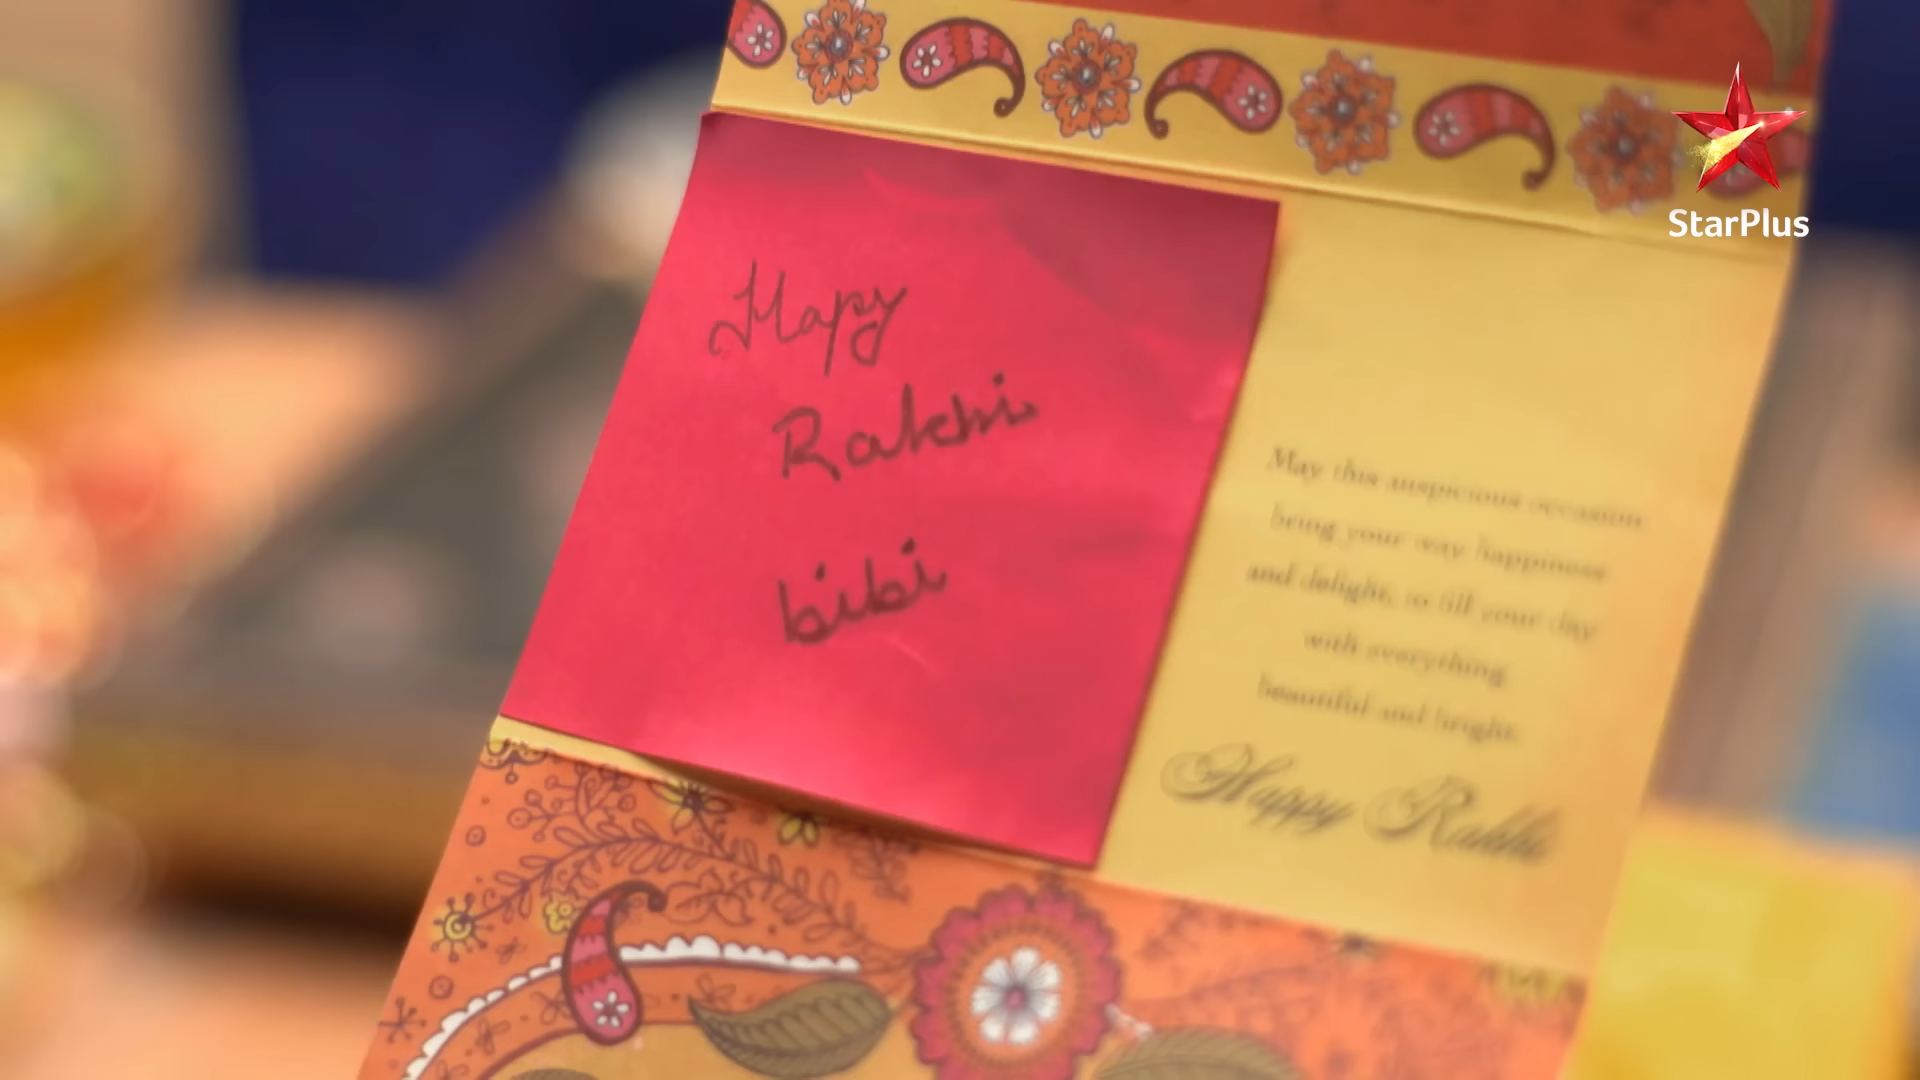 StarPlus
Hapy
Rakhi
bibi
May this auspicious occasion
bring your way happiness
and delight, to fill your day
with everything
beautiful and bright.
Happy Rakhi